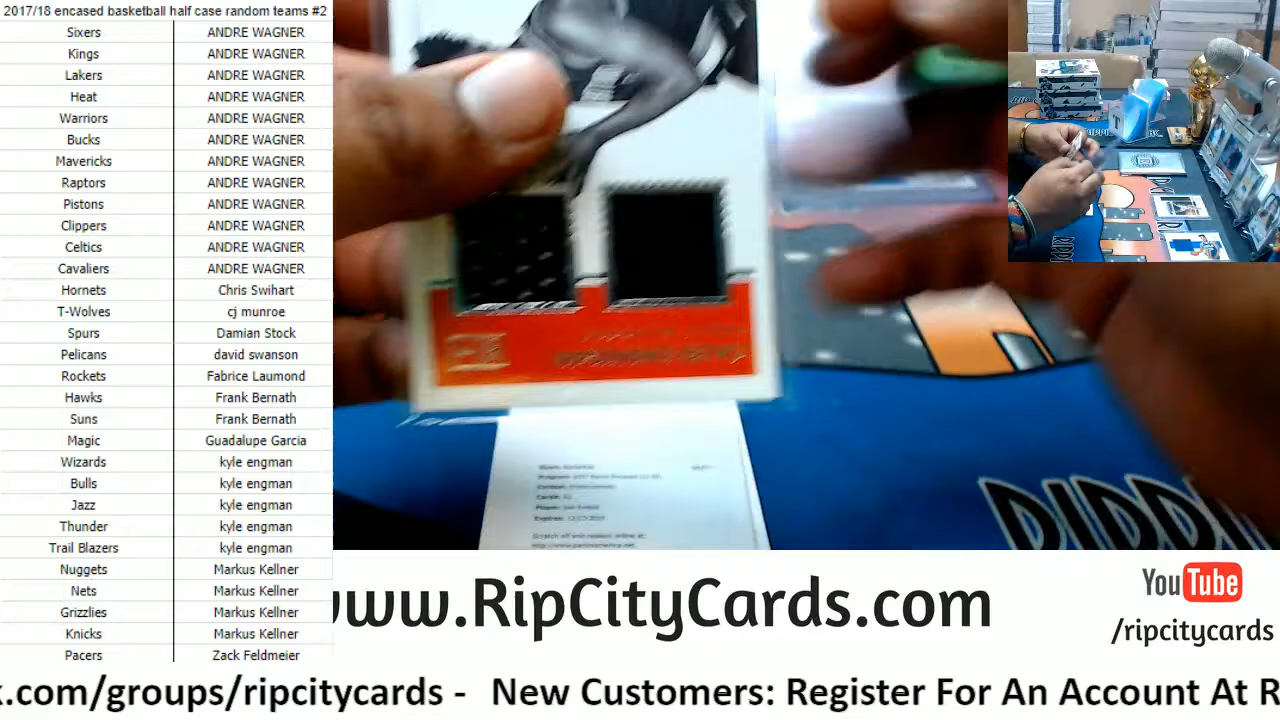 2017/18 encased basketball half case random teams #2
Sixers ANDRE WAGNER
Kings ANDRE WAGNER
Lakers ANDRE WAGNER
Heat ANDRE WAGNER
Warriors ANDRE WAGNER
Bucks ANDRE WAGNER
Mavericks ANDRE WAGNER
Raptors ANDRE WAGNER
Pistons ANDRE WAGNER
Clippers ANDRE WAGNER
Celtics ANDRE WAGNER
Cavaliers ANDRE WAGNER
Hornets Chris Swihart
T-Wolves cj munroe
Spurs Damian Stock
Pelicans david swanson
Rockets Fabrice Laumond
Hawks Frank Bernath
Suns Frank Bernath
Magic Guadalupe Garcia
Wizards kyle engman
Bulls kyle engman
Jazz kyle engman
Thunder kyle engman
Trail Blazers kyle engman
Nuggets Markus Kellner
Nets Markus Kellner
Grizzlies Markus Kellner
Knicks Markus Kellner
Pacers Zack Feldmeier
www.RipCityCards.com
YouTube
/ripcitycards
k.com/groups/ripcitycards - New Customers: Register For An Account At R